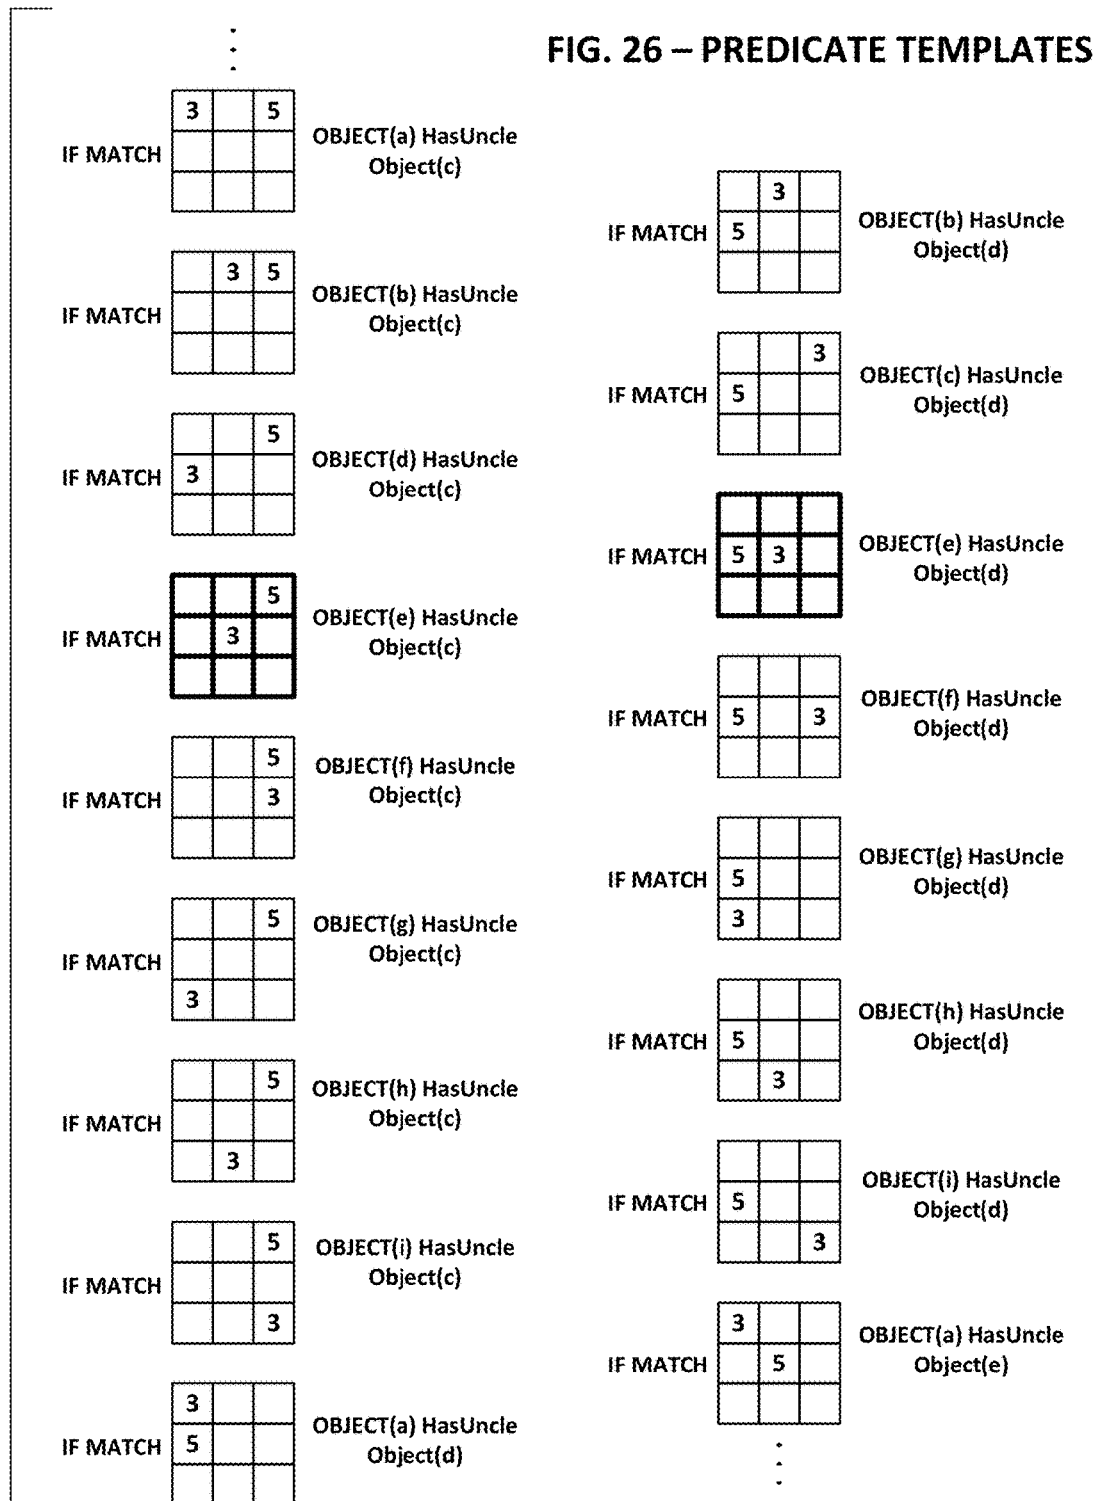 FIG. 26 – PREDICATE TEMPLATES
3 5
IF MATCH
OBJECT(a) HasUncle
Object(c)
3 5
IF MATCH
OBJECT(b) HasUncle
Object(c)
5
3
IF MATCH
OBJECT(d) HasUncle
Object(c)
5
3
IF MATCH
OBJECT(e) HasUncle
Object(c)
5
3
IF MATCH
OBJECT(f) HasUncle
Object(c)
5
IF MATCH
3
OBJECT(g) HasUncle
Object(c)
5
IF MATCH
3
OBJECT(h) HasUncle
Object(c)
5
IF MATCH
3
OBJECT(i) HasUncle
Object(c)
3
5
IF MATCH
OBJECT(a) HasUncle
Object(d)
3
5
IF MATCH
OBJECT(b) HasUncle
Object(d)
3
5
IF MATCH
OBJECT(c) HasUncle
Object(d)
IF MATCH
5 3
OBJECT(e) HasUncle
Object(d)
IF MATCH
5 3
OBJECT(f) HasUncle
Object(d)
IF MATCH
5
3
OBJECT(g) HasUncle
Object(d)
IF MATCH
5
3
OBJECT(h) HasUncle
Object(d)
IF MATCH
5
3
OBJECT(i) HasUncle
Object(d)
3
IF MATCH
5
OBJECT(a) HasUncle
Object(e)